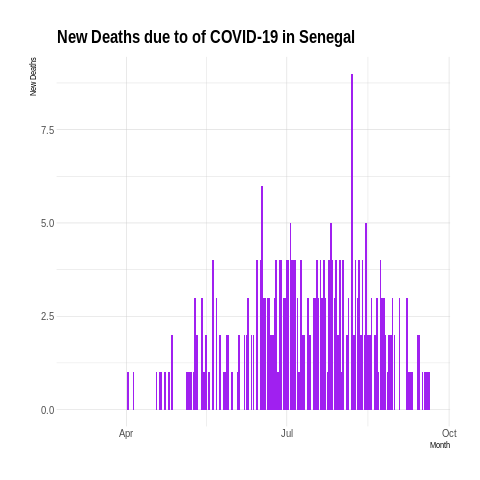 New Deaths due to of COVID-19 in Senegal
New Deaths
7.5
5.0
2.5
0.0
Apr
Jul
Oct
Month